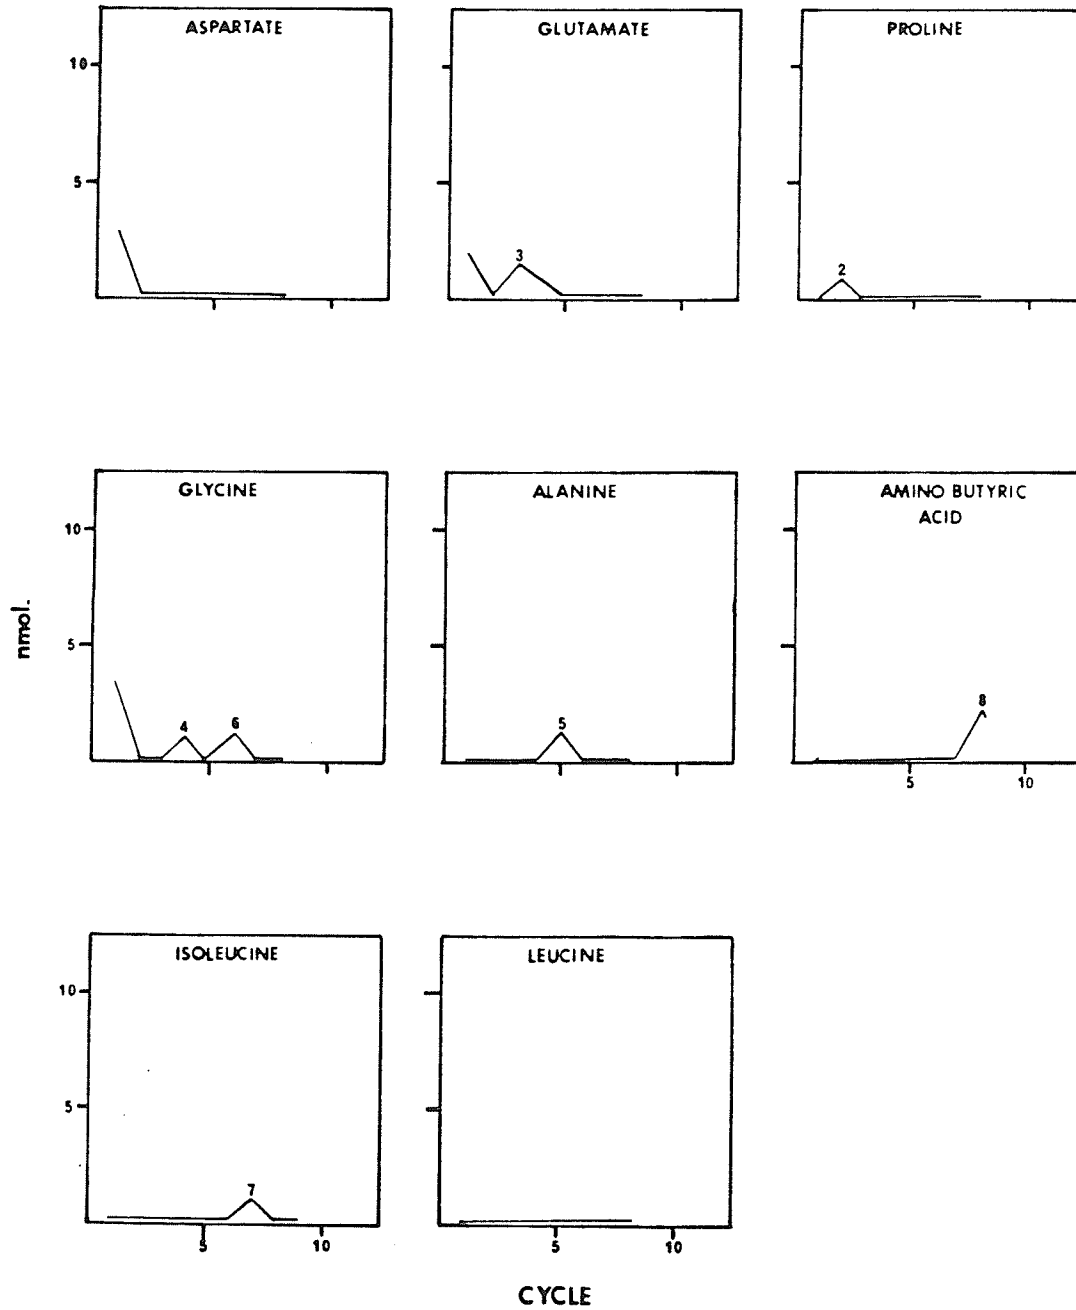 ASPARTATE
GLUTAMATE
PROLINE
10
5
3
2
GLYCINE
ALANINE
AMINO BUTYRIC
ACID
10
5
4
6
5
8
5
10
nmol.
ISOLEUCINE
LEUCINE
10
5
7
5
10
5
10
CYCLE